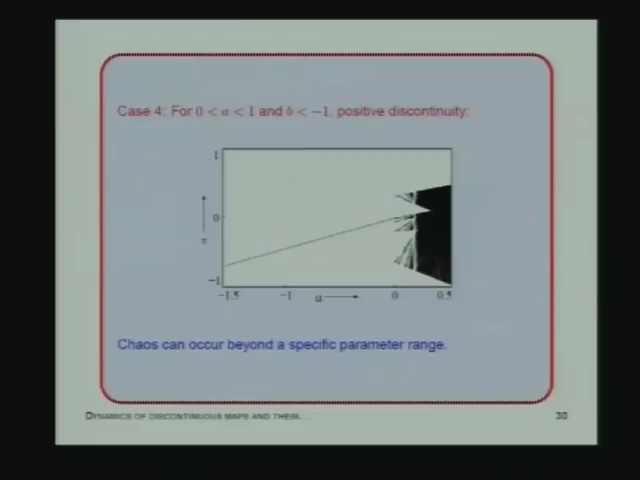 Case 4: For 0 < a < 1 and b < −1, positive discontinuity:
1
x
0
−1
−1.5
−1
μ
0
0.5
Chaos can occur beyond a specific parameter range.
DYNAMICS OF DISCONTINUOUS MAPS AND THEIR...
30